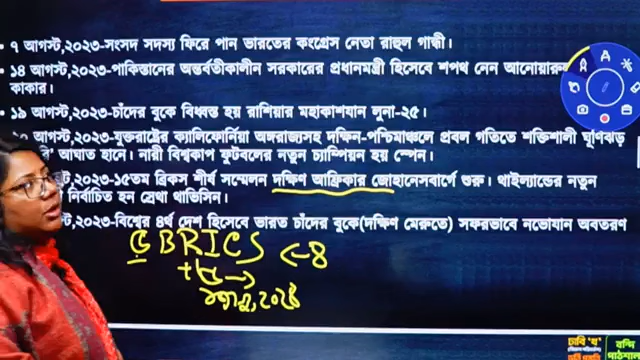 • ৭ আগস্ট,২০২৩-সংসদ সদস্য ফিরে পান ভারতের কংগ্রেস নেতা রাহুল গান্ধী।
• ১৪ আগস্ট,২০২৩-পাকিস্তানের অন্তর্বর্তীকালীন সরকারের প্রধানমন্ত্রী হিসেবে শপথ নেন
কাকার।
• ১৯ আগস্ট,২০২৩-চাঁদের বুকে বিধ্বস্ত হয় রাশিয়ার মহাকাশযান লুনা-২৫।
আগস্ট,২০২৩-যুক্তরাষ্ট্রের ক্যালিফোর্নিয়া অঙ্গরাজ্যসহ দক্ষিন-পশ্চিমাঞ্চলে প্রবল গতিতে শক্তিশালী ঘূর্ণিঝড়
আঘাত হানে। নারী বিশ্বকাপ ফুটবলের নতুন চ্যাম্পিয়ন হয় স্পেন।
২০২৩-১৫তম ব্রিকস শীর্ষ সম্মেলন দক্ষিণ আফ্রিকার জোহানেসবার্গে শুরু। থাইল্যান্ডের নতুন
নির্বাচিত হন স্রেথা থাভিসিন।
২০২৩-বিশ্বের ৪র্থ দেশ হিসেবে ভারত চাঁদের বুকে(দক্ষিণ মেরুতে) সফরভাবে নভোযান অবতরণ
BRICS